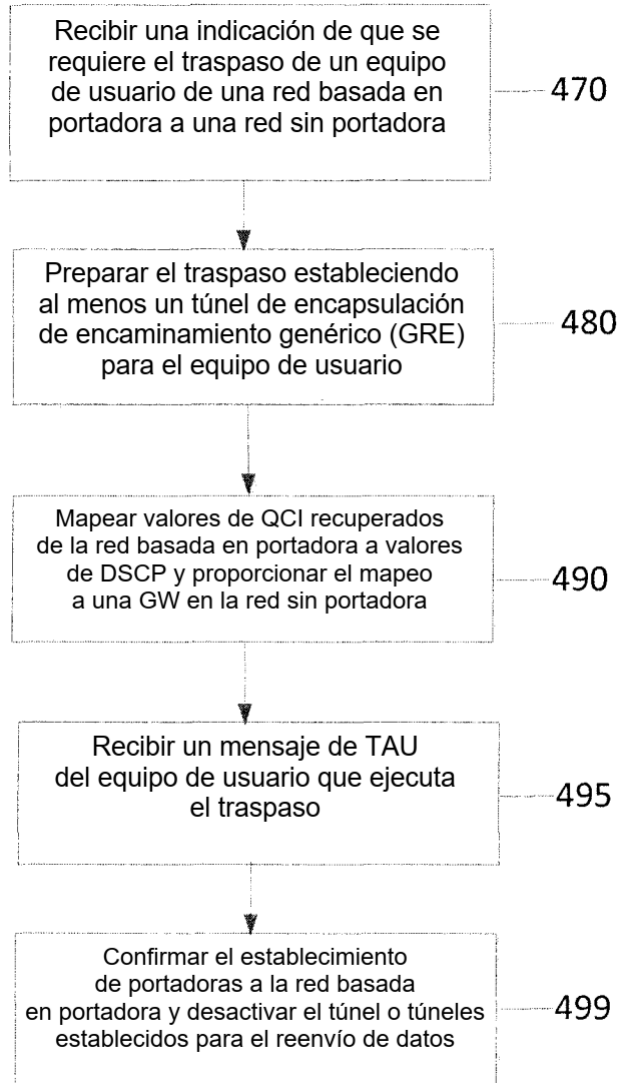 Recibir una indicación de que se
requiere el traspaso de un equipo
de usuario de una red basada en
portadora a una red sin portadora
470
Preparar el traspaso estableciendo
al menos un túnel de encapsulación
de encaminamiento genérico (GRE)
para el equipo de usuario
480
Mapear valores de QCI recuperados
de la red basada en portadora a valores
de DSCP y proporcionar el mapeo
a una GW en la red sin portadora
490
Recibir un mensaje de TAU
del equipo de usuario que ejecuta
el traspaso
495
Confirmar el establecimiento
de portadoras a la red basada
en portadora y desactivar el túnel o túneles
establecidos para el reenvío de datos
499